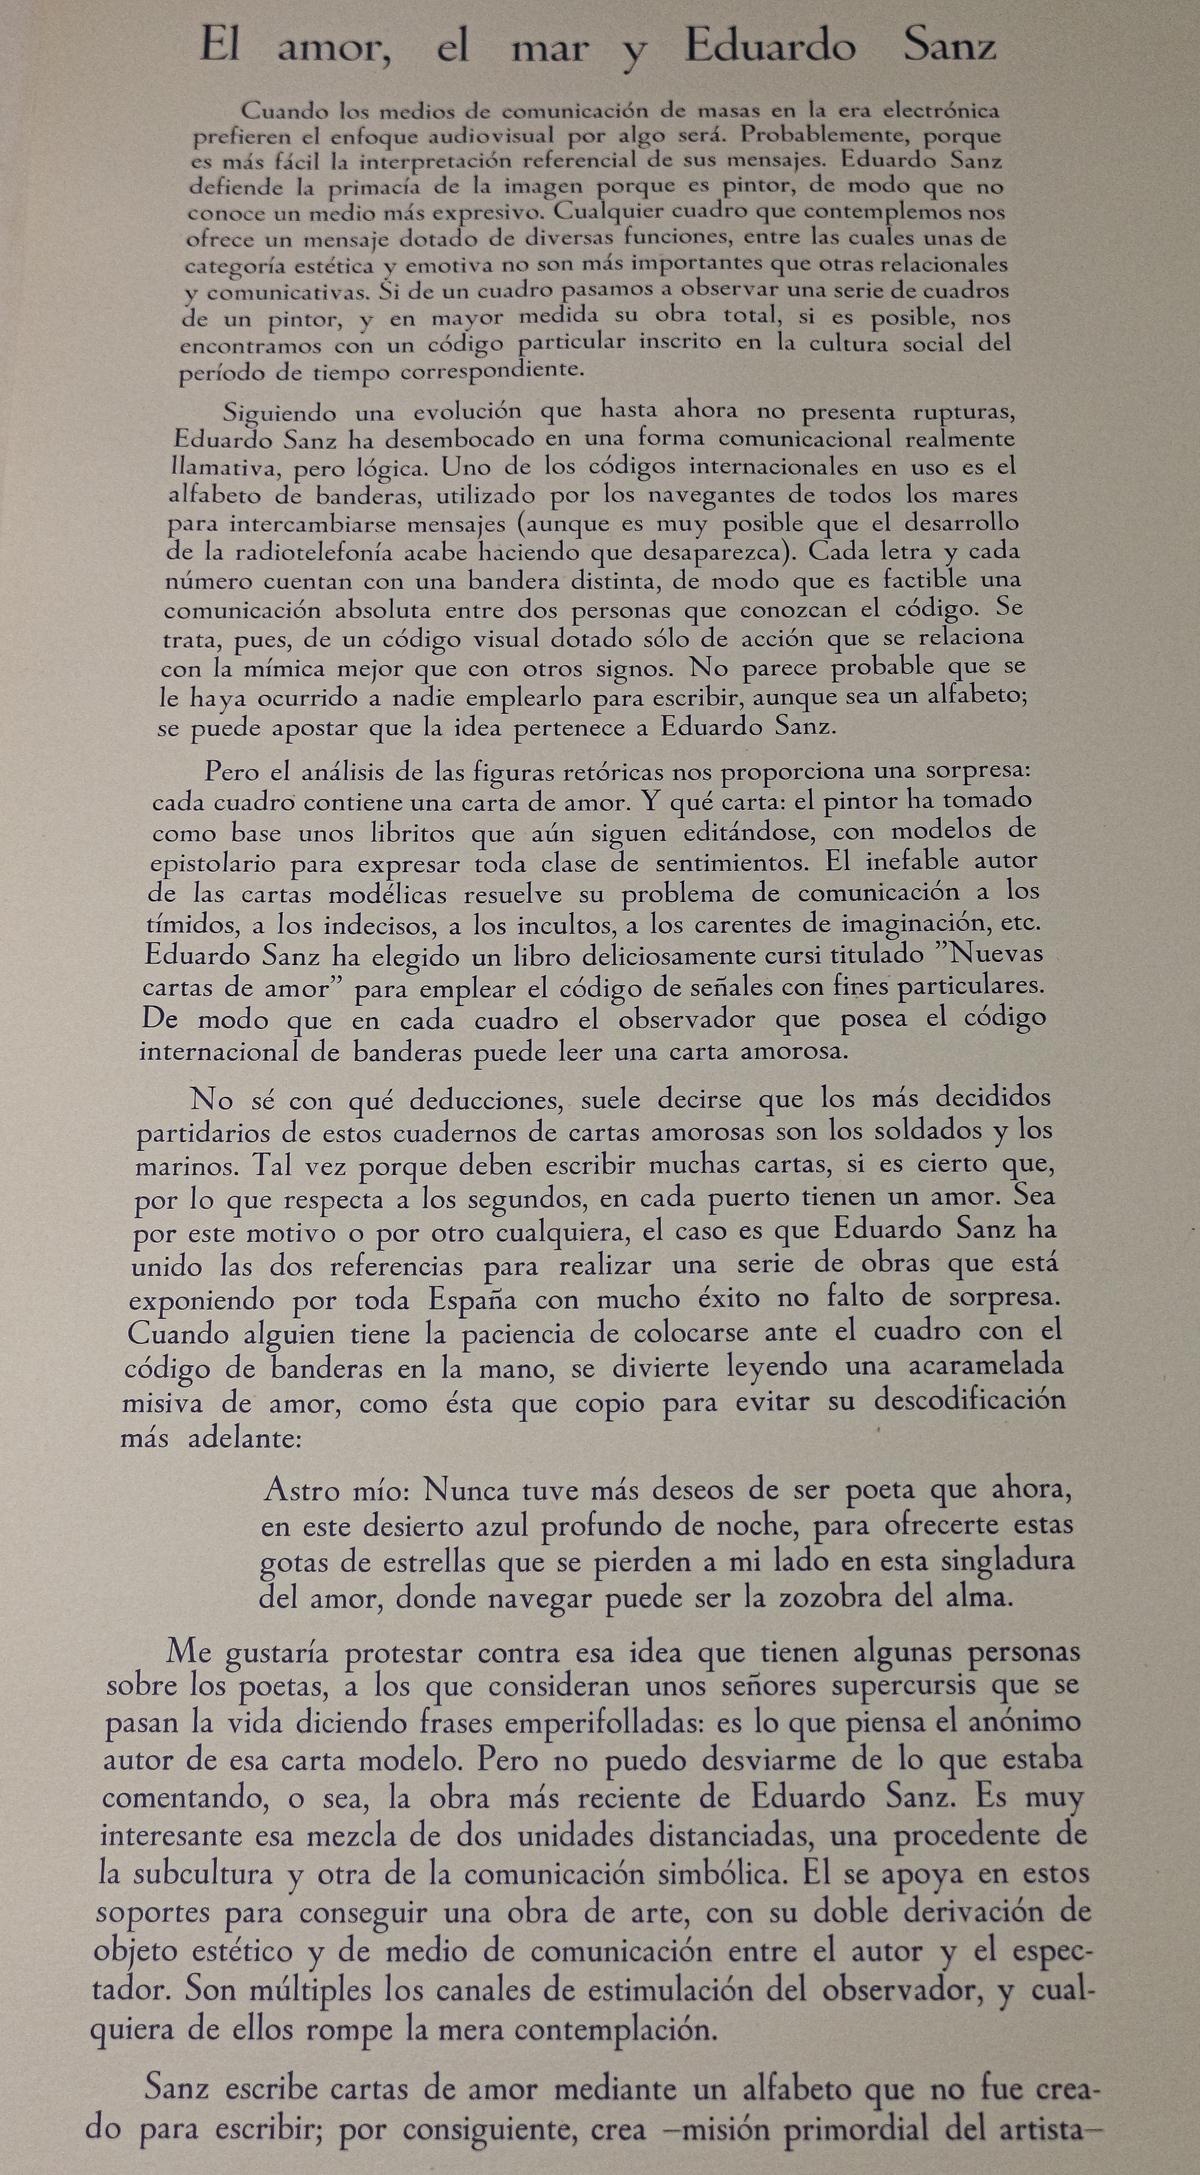 El amor, el mar y Eduardo Sanz
Cuando los medios de comunicación de masas en la era electrónica
prefieren el enfoque audiovisual por algo será. Probablemente, porque
es más fácil la interpretación referencial de sus mensajes. Eduardo Sanz
defiende la primacía de la imagen porque es pintor, de modo que no
conoce un medio más expresivo. Cualquier cuadro que contemplemos nos
ofrece un mensaje dotado de diversas funciones, entre las cuales unas de
categoría estética y emotiva no son más importantes que otras relacionales
y comunicativas. Si de un cuadro pasamos a observar una serie de cuadros
de un pintor, y en mayor medida su obra total, si es posible, nos
encontramos con un código particular inscrito en la cultura social del
período de tiempo correspondiente.
Siguiendo una evolución que hasta ahora no presenta rupturas,
Eduardo Sanz ha desembocado en una forma comunicacional realmente
llamativa, pero lógica. Uno de los códigos internacionales en uso es el
alfabeto de banderas, utilizado por los navegantes de todos los mares
para intercambiarse mensajes (aunque es muy posible que el desarrollo
de la radiotelefonía acabe haciendo que desaparezca). Cada letra y cada
número cuentan con una bandera distinta, de modo que es factible una
comunicación absoluta entre dos personas que conozcan el código. Se
trata, pues, de un código visual dotado sólo de acción que se relaciona
con la mímica mejor que con otros signos. No parece probable que se
le haya ocurrido a nadie emplearlo para escribir, aunque sea un alfabeto;
se puede apostar que la idea pertenece a Eduardo Sanz.
Pero el análisis de las figuras retóricas nos proporciona una sorpresa:
cada cuadro contiene una carta de amor. Y qué carta: el pintor ha tomado
como base unos libritos que aún siguen editándose, con modelos de
epistolario para expresar toda clase de sentimientos. El inefable autor
de las cartas modélicas resuelve su problema de comunicación a los
tímidos, a los indecisos, a los incultos, a los carentes de imaginación, etc.
Eduardo Sanz ha elegido un libro deliciosamente cursi titulado ”Nuevas
cartas de amor” para emplear el código de señales con fines particulares.
De modo que en cada cuadro el observador que posea el código
internacional de banderas puede leer una carta amorosa.
No sé con qué deducciones, suele decirse que los más decididos
partidarios de estos cuadernos de cartas amorosas son los soldados y los
marinos. Tal vez porque deben escribir muchas cartas, si es cierto que,
por lo que respecta a los segundos, en cada puerto tienen un amor. Sea
por este motivo o por otro cualquiera, el caso es que Eduardo Sanz ha
unido las dos referencias para realizar una serie de obras que está
exponiendo por toda España con mucho éxito no falto de sorpresa.
Cuando alguien tiene la paciencia de colocarse ante el cuadro con el
código de banderas en la mano, se divierte leyendo una acaramelada
misiva de amor, como ésta que copio para evitar su descodificación
más adelante:
Astro mío: Nunca tuve más deseos de ser poeta que ahora,
en este desierto azul profundo de noche, para ofrecerte estas
gotas de estrellas que se pierden a mi lado en esta singladura
del amor, donde navegar puede ser la zozobra del alma.
Me gustaría protestar contra esa idea que tienen algunas personas
sobre los poetas, a los que consideran unos señores supercursis que se
pasan la vida diciendo frases emperifolladas: es lo que piensa el anónimo
autor de esa carta modelo. Pero no puedo desviarme de lo que estaba
comentando, o sea, la obra más reciente de Eduardo Sanz. Es muy
interesante esa mezcla de dos unidades distanciadas, una procedente de
la subcultura y otra de la comunicación simbólica. El se apoya en estos
soportes para conseguir una obra de arte, con su doble derivación de
objeto estético y de medio de comunicación entre el autor y el espec-
tador. Son múltiples los canales de estimulación del observador, y cual-
quiera de ellos rompe la mera contemplación.
Sanz escribe cartas de amor mediante un alfabeto que no fue crea-
do para escribir; por consiguiente, crea —misión primordial del artista—